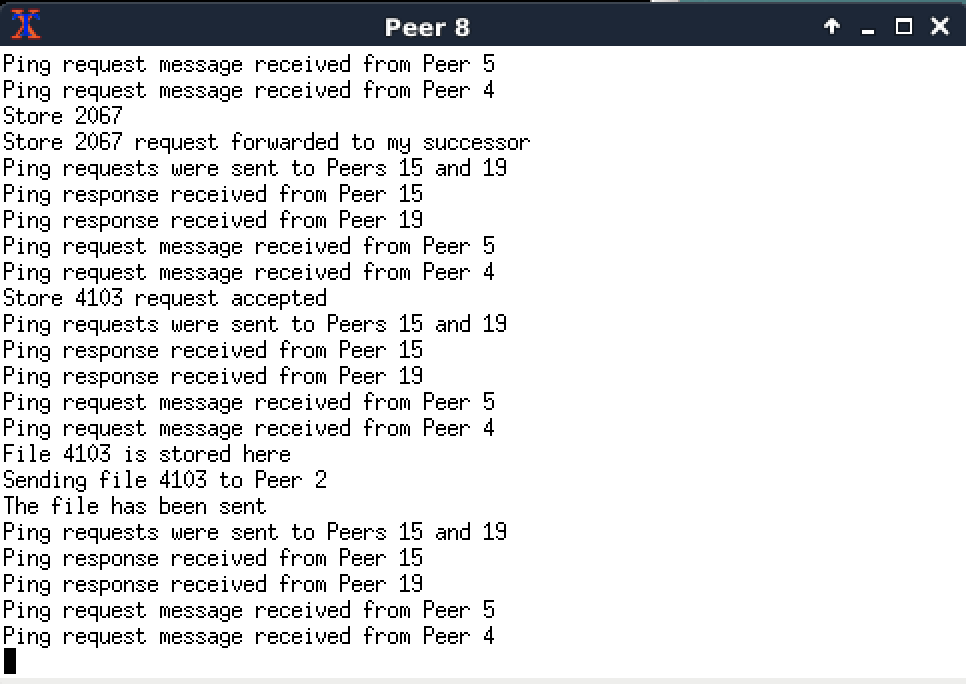 Peer 8
Ping request message received from Peer 5
Ping request message received from Peer 4
Store 2067
Store 2067 request forwarded to my successor
Ping requests were sent to Peers 15 and 19
Ping response received from Peer 15
Ping response received from Peer 19
Ping request message received from Peer 5
Ping request message received from Peer 4
Store 4103 request accepted
Ping requests were sent to Peers 15 and 19
Ping response received from Peer 15
Ping response received from Peer 19
Ping request message received from Peer 5
Ping request message received from Peer 4
File 4103 is stored here
Sending file 4103 to Peer 2
The file has been sent
Ping requests were sent to Peers 15 and 19
Ping response received from Peer 15
Ping response received from Peer 19
Ping request message received from Peer 5
Ping request message received from Peer 4